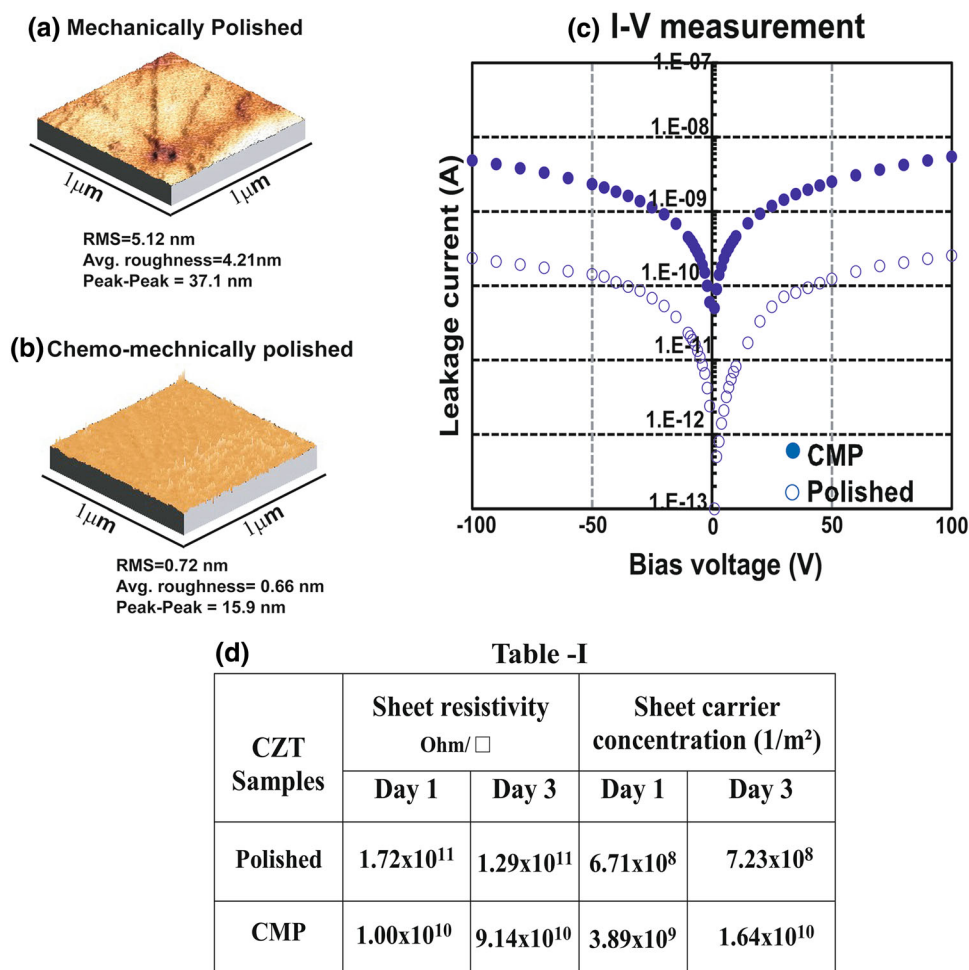 (a) Mechanically Polished
1μm
1μm
RMS=5.12 nm
Avg. roughness=4.21nm
Peak-Peak = 37.1 nm
(b) Chemo-mechnically polished
1μm
1μm
RMS=0.72 nm
Avg. roughness= 0.66 nm
Peak-Peak = 15.9 nm
(c) I-V measurement
Leakage current (A)
1.E-07
1.E-08
1.E-09
1.E-10
1.E-11
1.E-12
1.E-13
CMP
Polished
-100 -50 0 50 100
Bias voltage (V)
(d) Table -I
CZT Samples
Sheet resistivity
Ohm/ □
Sheet carrier
concentration (1/m²)
Day 1 Day 3 Day 1 Day 3
Polished 1.72x10¹¹ 1.29x10¹¹ 6.71x10⁸ 7.23x10⁸
CMP 1.00x10¹⁰ 9.14x10¹⁰ 3.89x10⁹ 1.64x10¹⁰